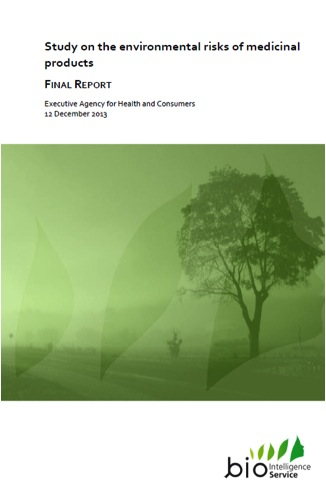 Study on the environmental risks of medicinal
products
FINAL REPORT
Executive Agency for Health and Consumers
12 December 2013
bio Intelligence
Service